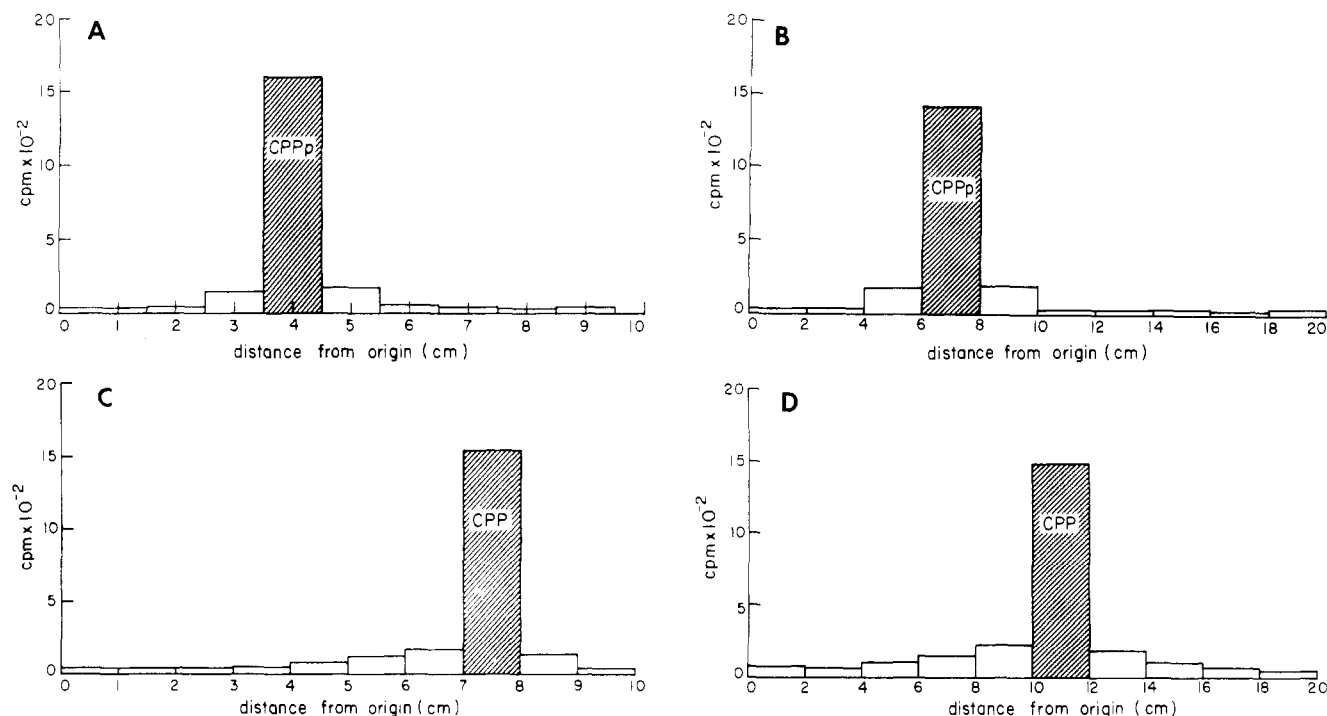 A
cpm x 10⁻²
20
15
10
5
0
CPPp
0 1 2 3 4 5 6 7 8 9 10
distance from origin (cm)
B
cpm x 10⁻²
20
15
10
5
0
CPPp
0 2 4 6 8 10 12 14 16 18 20
distance from origin (cm)
C
cpm x 10⁻²
20
15
10
5
0
CPP
0 1 2 3 4 5 6 7 8 9 10
distance from origin (cm)
D
cpm x 10⁻²
20
15
10
5
0
CPP
0 2 4 6 8 10 12 14 16 18 20
distance from origin (cm)